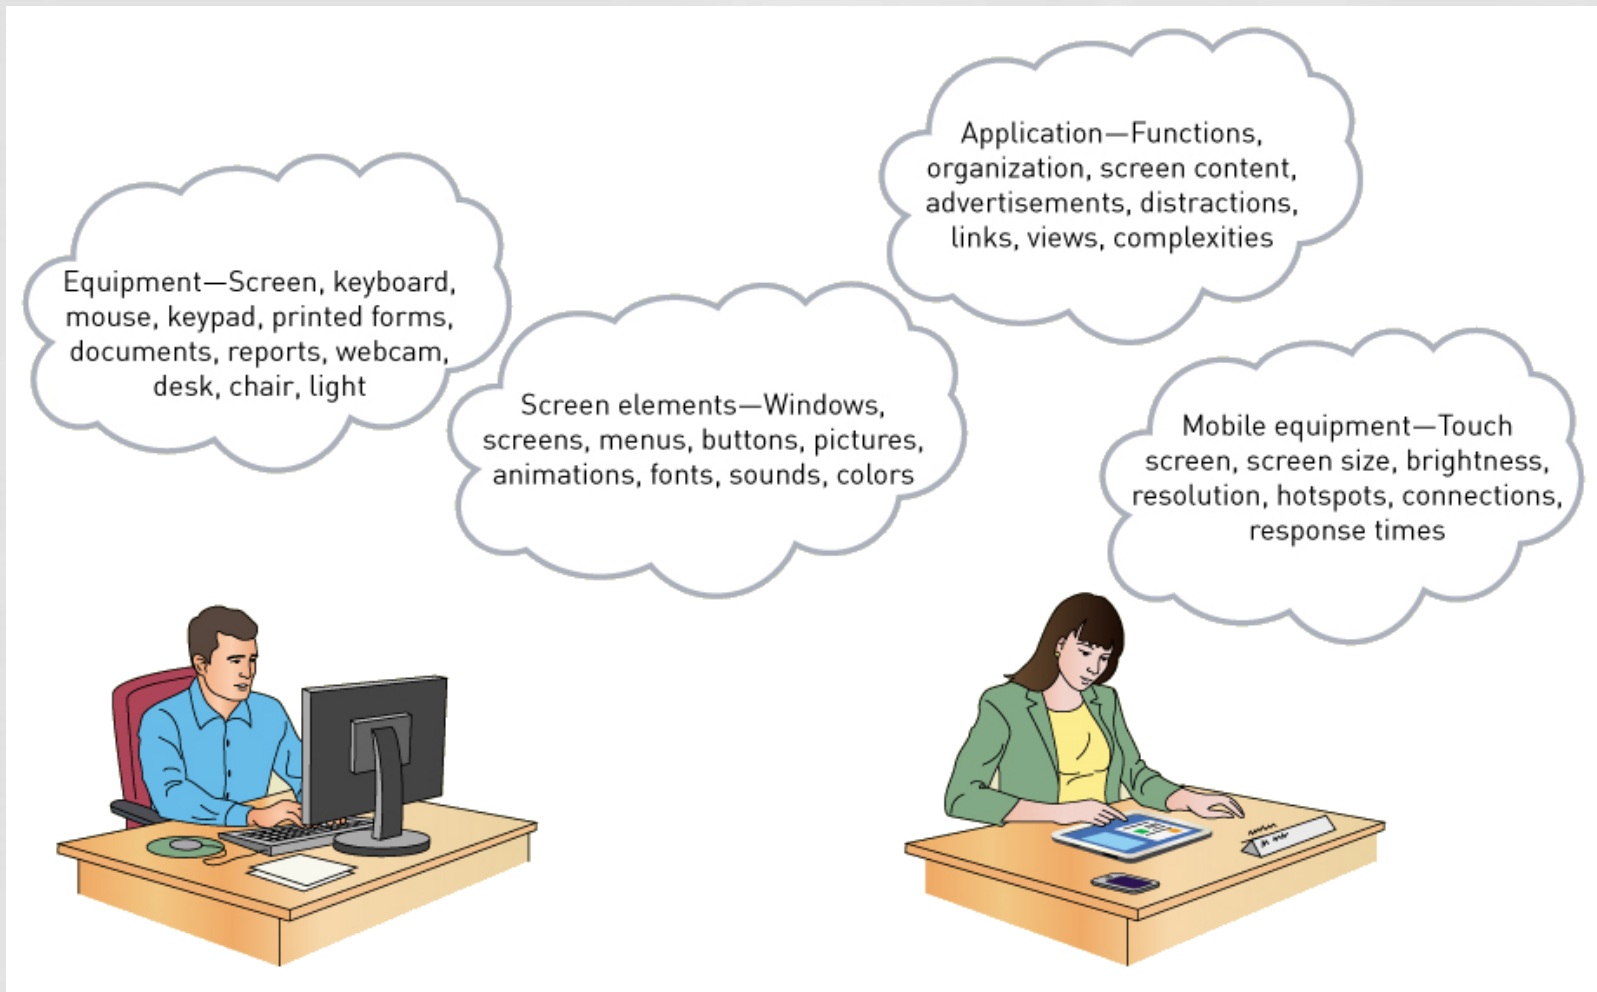 Equipment—Screen, keyboard,
mouse, keypad, printed forms,
documents, reports, webcam,
desk, chair, light
Screen elements—Windows,
screens, menus, buttons, pictures,
animations, fonts, sounds, colors
Application—Functions,
organization, screen content,
advertisements, distractions,
links, views, complexities
Mobile equipment—Touch
screen, screen size, brightness,
resolution, hotspots, connections,
response times